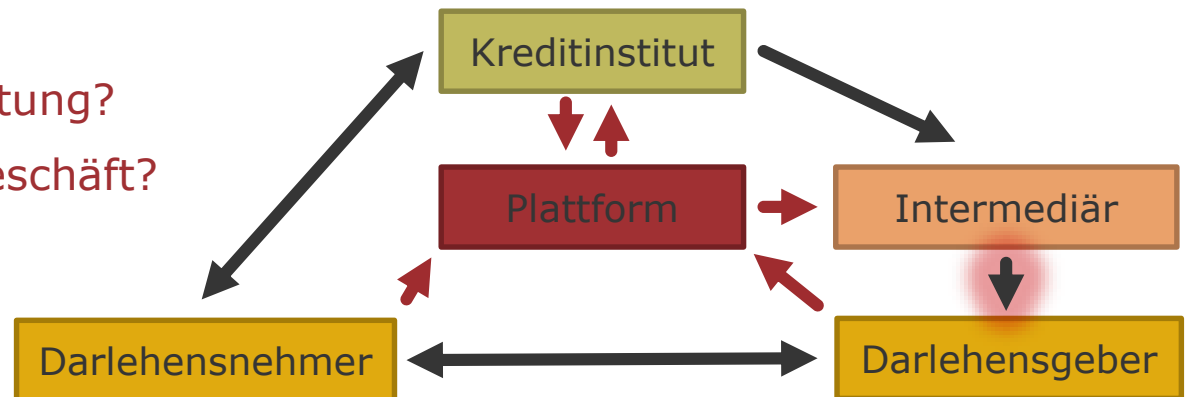 Kreditinstitut
tung?
eschäft?
Plattform
Intermediär
Darlehensnehmer
Darlehensgeber